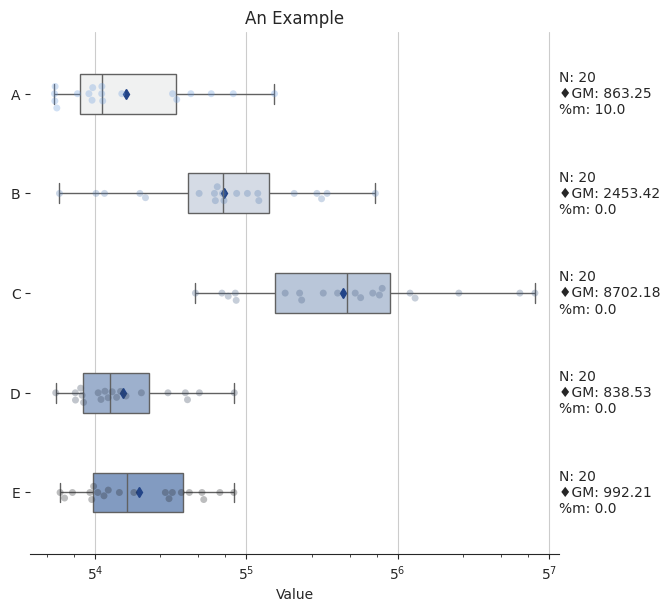 An Example
A
N: 20
♦GM: 863.25
%m: 10.0
B
N: 20
♦GM: 2453.42
%m: 0.0
C
N: 20
♦GM: 8702.18
%m: 0.0
D
N: 20
♦GM: 838.53
%m: 0.0
E
N: 20
♦GM: 992.21
%m: 0.0
5⁴ 5⁵ 5⁶ 5⁷
Value